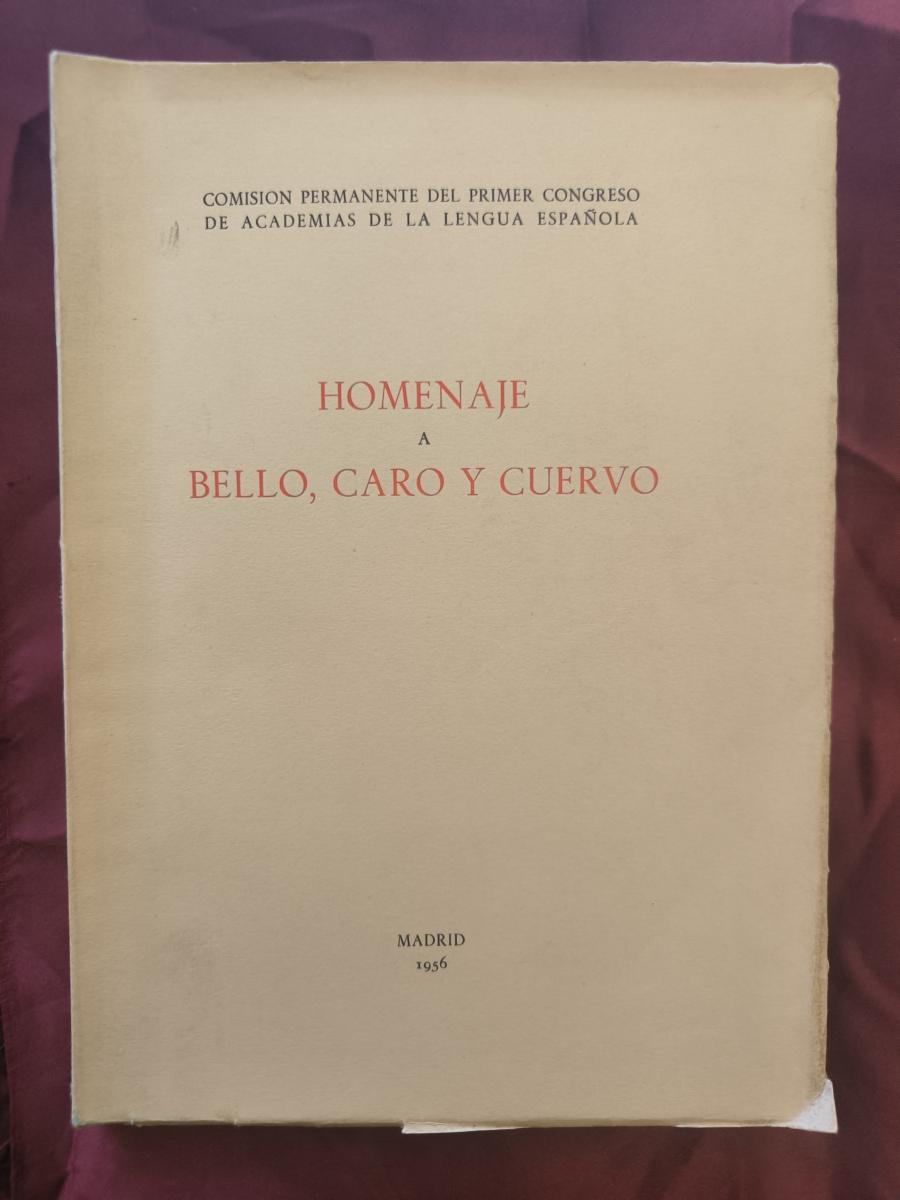 COMISION PERMANENTE DEL PRIMER CONGRESO
DE ACADEMIAS DE LA LENGUA ESPAÑOLA
HOMENAJE
A
BELLO, CARO Y CUERVO
MADRID
1956